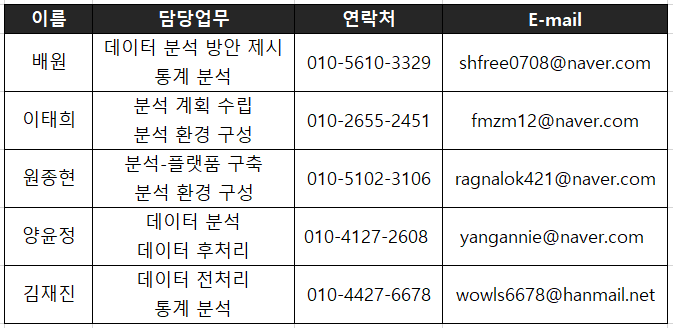 이름 담당업무 연락처 E-mail
배원 데이터 분석 방안 제시 010-5610-3329 shfree0708@naver.com
통계 분석
이태희 분석 계획 수립 010-2655-2451 fmzm12@naver.com
분석 환경 구성
원종현 분석-플랫폼 구축 010-5102-3106 ragnalok421@naver.com
분석 환경 구성
양윤정 데이터 분석 010-4127-2608 yangannie@naver.com
데이터 후처리
김재진 데이터 전처리 010-4427-6678 wowls6678@hanmail.net
통계 분석